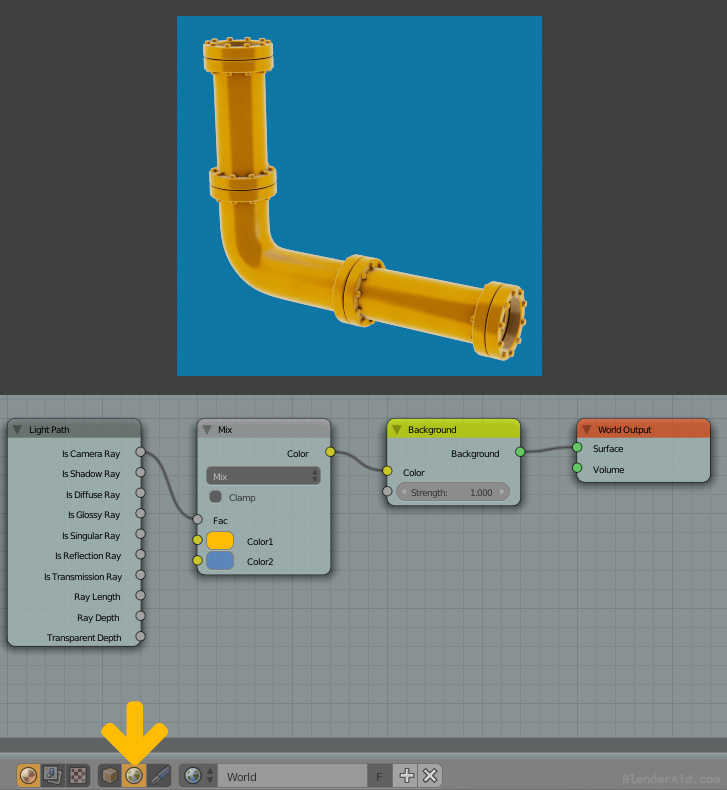 Light Path
Is Camera Ray
Is Shadow Ray
Is Diffuse Ray
Is Glossy Ray
Is Singular Ray
Is Reflection Ray
Is Transmission Ray
Ray Length
Ray Depth
Transparent Depth
Mix
Color
Mix
Clamp
Fac
Color1
Color2
Background
Background
Color
Strength: 1.000
World Output
Surface
Volume
World
F
BlenderAid.com